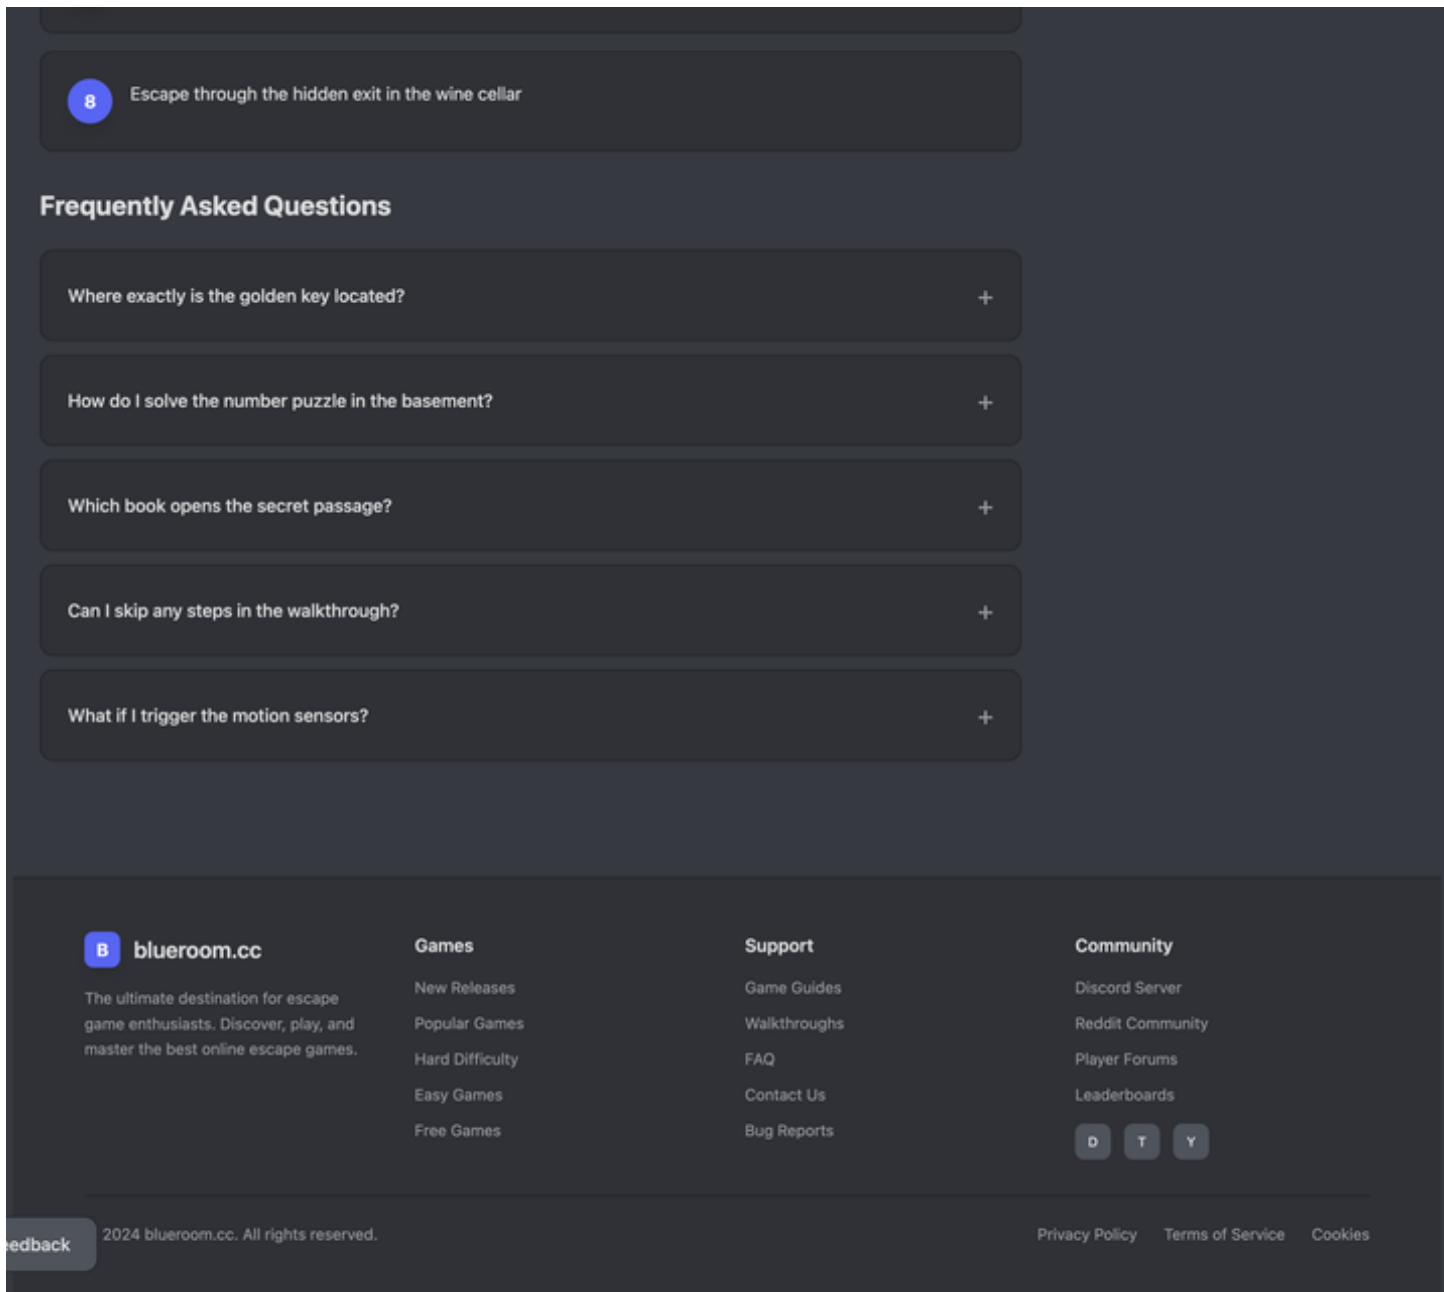 8
Escape through the hidden exit in the wine cellar
Frequently Asked Questions
Where exactly is the golden key located?
+
How do I solve the number puzzle in the basement?
+
Which book opens the secret passage?
+
Can I skip any steps in the walkthrough?
+
What if I trigger the motion sensors?
+
B
blueroom.cc
The ultimate destination for escape
game enthusiasts. Discover, play, and
master the best online escape games.
Games
New Releases
Popular Games
Hard Difficulty
Easy Games
Free Games
Support
Game Guides
Walkthroughs
FAQ
Contact Us
Bug Reports
Community
Discord Server
Reddit Community
Player Forums
Leaderboards
D T Y
eedback
2024 blueroom.cc. All rights reserved.
Privacy Policy Terms of Service Cookies